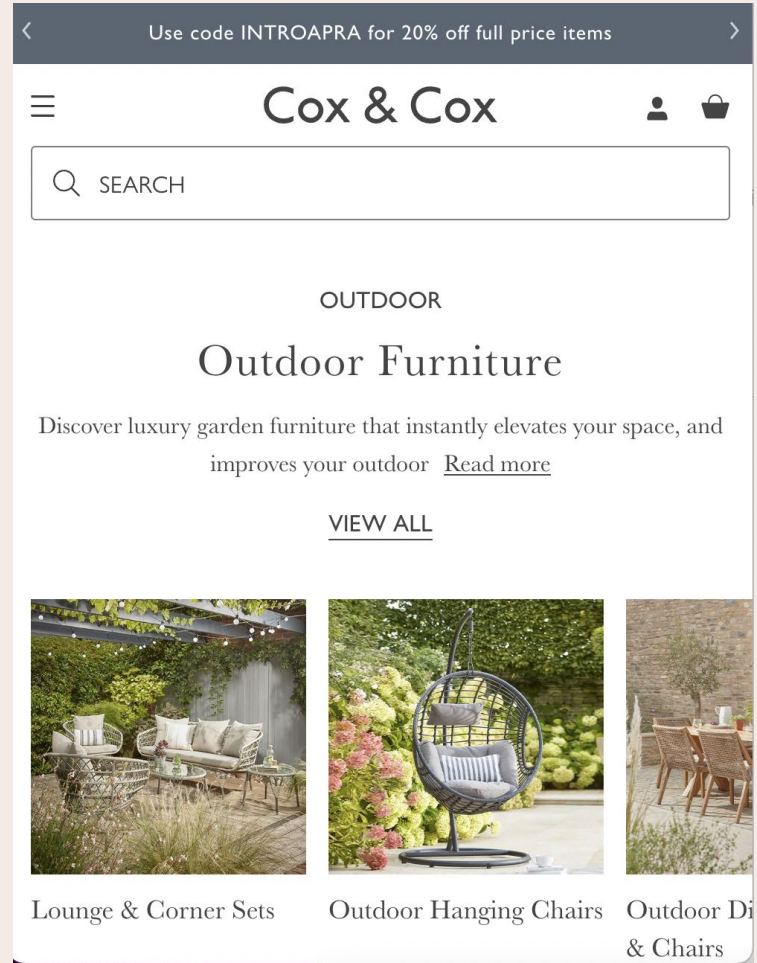 Use code INTROAPRA for 20% off full price items
Cox & Cox
SEARCH
OUTDOOR
Outdoor Furniture
Discover luxury garden furniture that instantly elevates your space, and
improves your outdoor Read more
VIEW ALL
Lounge & Corner Sets
Outdoor Hanging Chairs
Outdoor Di
& Chairs